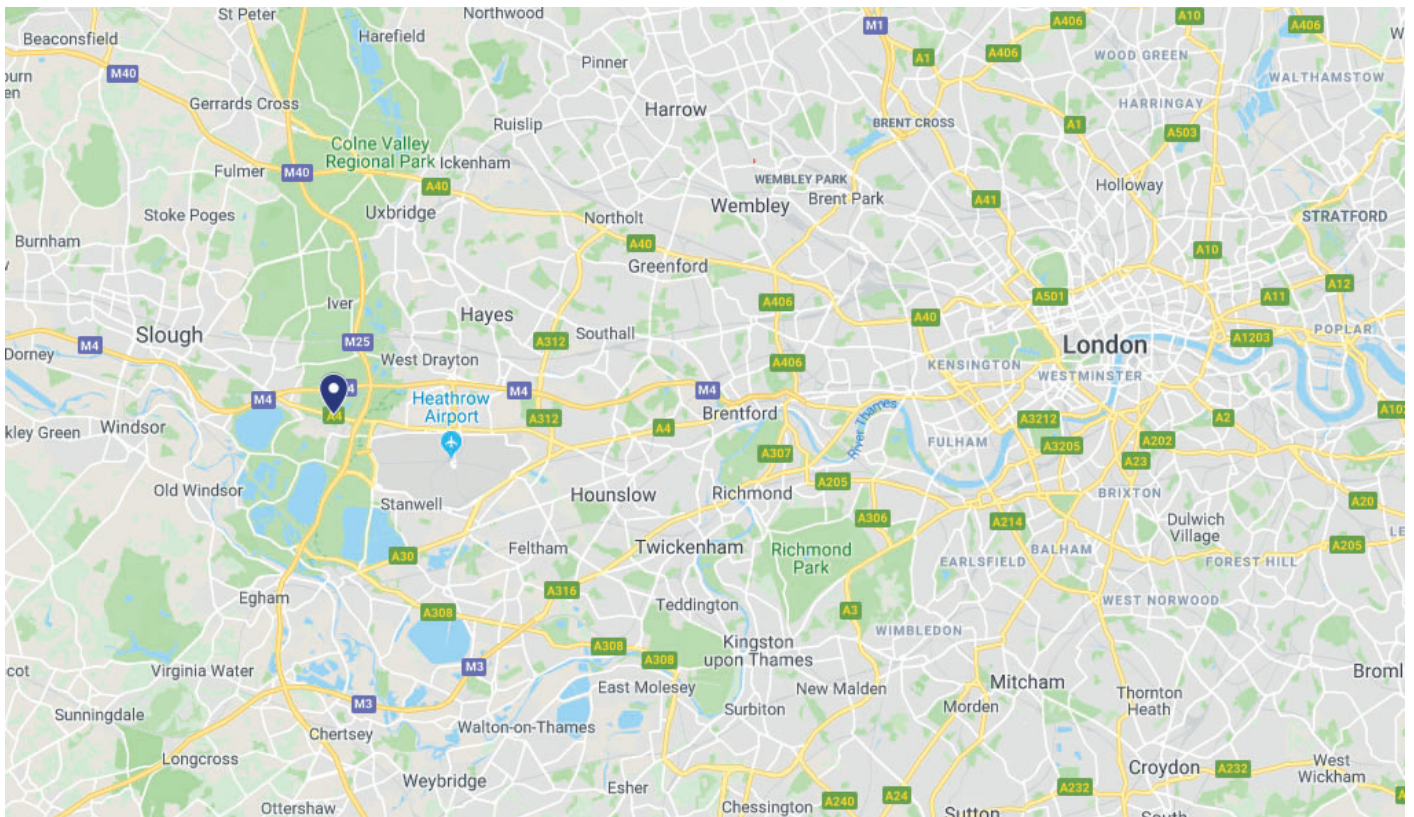 St Peter
Northwood
M1
A406
A10
A406
Beaconsfield
Harefield
A406
A1
WOOD GREEN
M40
Pinner
WALTHAMSTOW
Gerrards Cross
Harrow
HARRINGAY
Ruislip
BRENT CROSS
A1
A503
Colne Valley
Regional Park
Ickenham
Fulmer
M40
A40
WEMBLEY PARK
Holloway
Stoke Poges
Uxbridge
Northolt
Wembley
Brent Park
A41
STRATFORD
Burnham
A40
A10
Greenford
A12
Iver
A406
A501
A11
Hayes
Southall
A40
Slough
M4
M25
A312
London
A1203
POPLAR
Dorney
West Drayton
A406
KENSINGTON
WESTMINSTER
M4
M4
M4
Heathrow
Airport
A4
A312
Brentford
River Thames
A3212
A2
Windsor
A4
FULHAM
A3205
A202
A307
A23
Old Windsor
Stanwell
Hounslow
Richmond
A205
BRIXTON
A20
A306
A214
Dulwich
Village
Feltham
Twickenham
Richmond
Park
BALHAM
A205
A30
EARLSFIELD
FOREST HILL
Egham
A316
Teddington
A3
WEST NORWOOD
A308
WIMBLEDON
A308
A308
Kingston
upon Thames
Virginia Water
M3
East Molesey
New Malden
Mitcham
Thornton
Heath
Sunningdale
M3
Walton-on-Thames
Surbiton
Morden
Chertsey
Longcross
Weybridge
Esher
Croydon
A232
West
Wickham
Ottershaw
Chessington
A240
A24
A232
Sutton
South